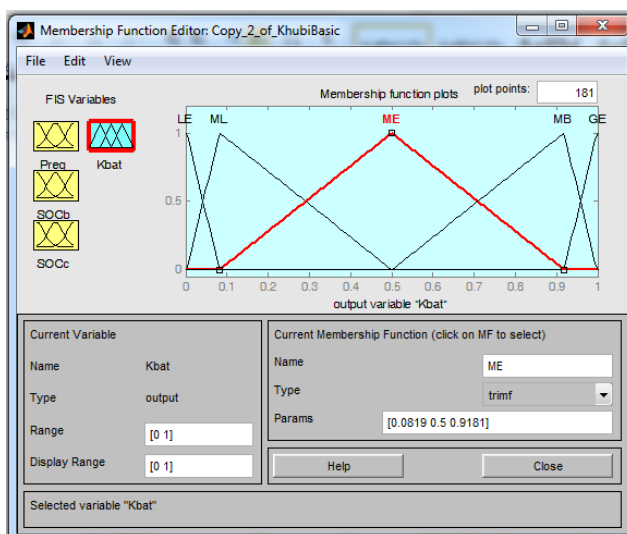 Membership Function Editor: Copy_2_of_KhubiBasic
File Edit View
FIS Variables
Preq
Kbat
SOCb
SOCc
Membership function plots
plot points:
181
LE ML ME MB GE
1
0.5
0
0 0.1 0.2 0.3 0.4 0.5 0.6 0.7 0.8 0.9 1
output variable "Kbat"
Current Variable
Name Kbat
Type output
Range [0 1]
Display Range [0 1]
Current Membership Function (click on MF to select)
Name ME
Type trimf
Params [0.0819 0.5 0.9181]
Help Close
Selected variable "Kbat"